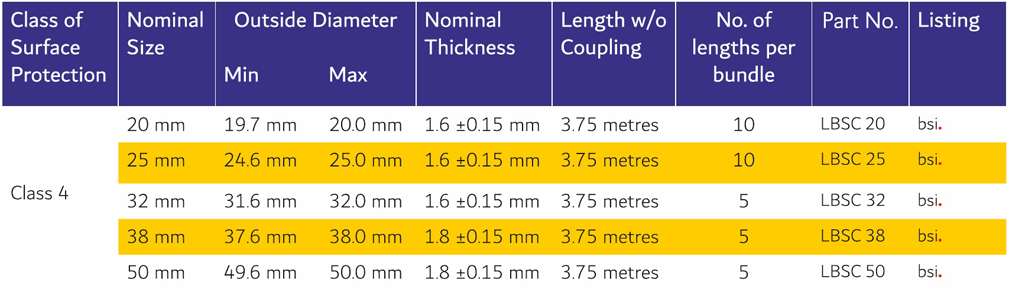 Class of Surface Protection | Nominal Size | Outside Diameter Min | Outside Diameter Max | Nominal Thickness | Length w/o Coupling | No. of lengths per bundle | Part No. | Listing
Class 4 | 20 mm | 19.7 mm | 20.0 mm | 1.6 ±0.15 mm | 3.75 metres | 10 | LBSC 20 | bsi.
25 mm | 24.6 mm | 25.0 mm | 1.6 ±0.15 mm | 3.75 metres | 10 | LBSC 25 | bsi.
32 mm | 31.6 mm | 32.0 mm | 1.6 ±0.15 mm | 3.75 metres | 5 | LBSC 32 | bsi.
38 mm | 37.6 mm | 38.0 mm | 1.8 ±0.15 mm | 3.75 metres | 5 | LBSC 38 | bsi.
50 mm | 49.6 mm | 50.0 mm | 1.8 ±0.15 mm | 3.75 metres | 5 | LBSC 50 | bsi.